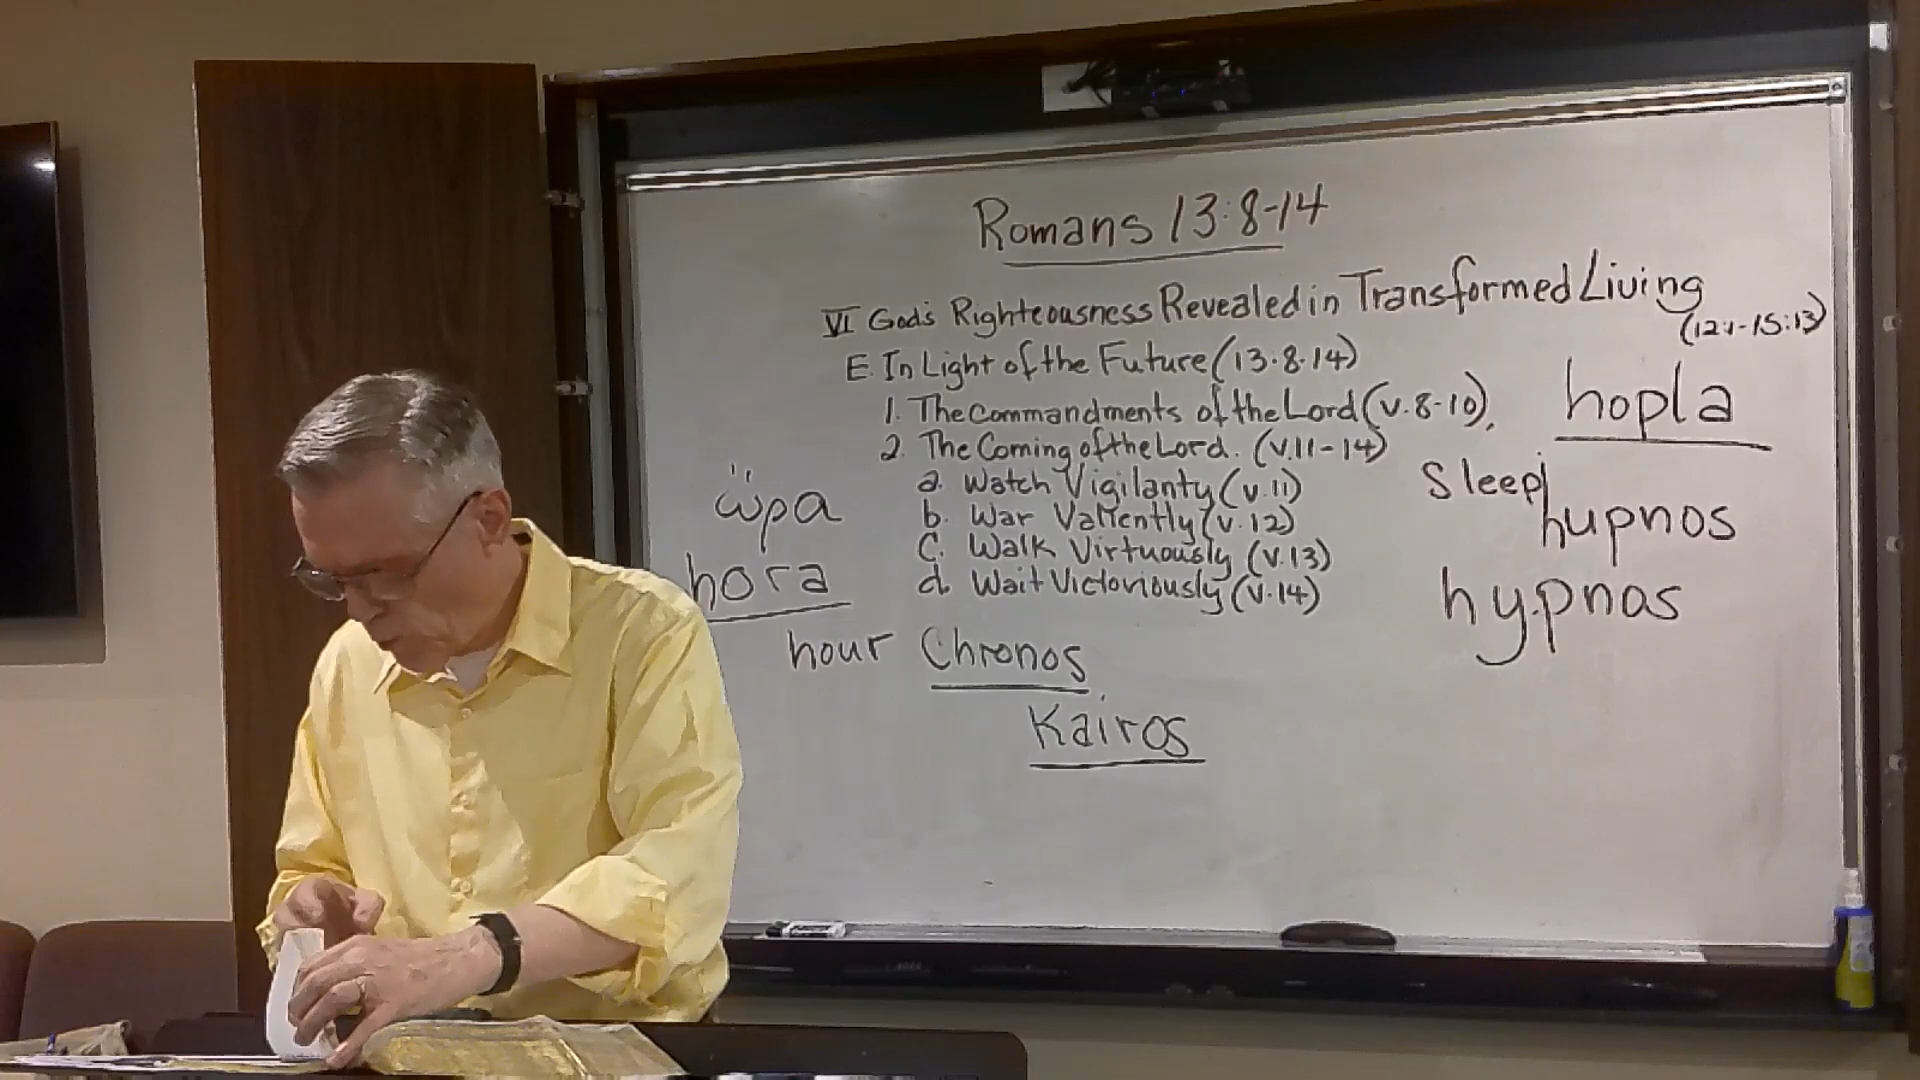 Romans 13:8-14
VI God's Righteousness Revealed in Transformed Living
(12:1-15:13)
E. In Light of the Future (13:8-14)
1. The Commandments of the Lord (v. 8-10),
2. The Coming of the Lord. (v.11-14)
a. Watch Vigilanty (v.11)
b. War Valiently (v.12)
C. Walk Virtuously (v.13)
d. Wait Victoriously (v.14)
ὥρα
hora
hour Chronos
Kairos
hopla
Sleep
hupnos
hypnos